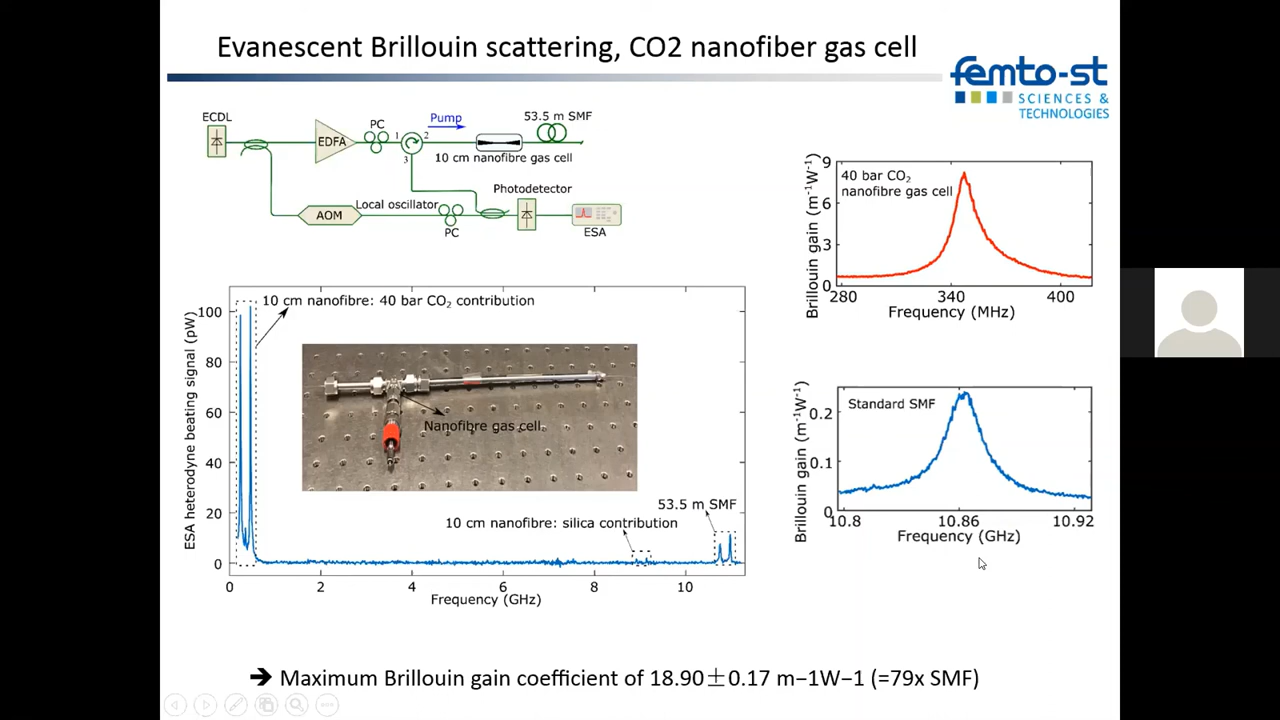 Evanescent Brillouin scattering, CO2 nanofiber gas cell
femto-st
SCIENCES &
TECHNOLOGIES
ECDL
EDFA
PC
1
2
3
Pump
53.5 m SMF
10 cm nanofibre gas cell
Photodetector
Local oscillator
AOM
PC
ESA
ESA heterodyne beating signal (pW)
100
80
60
40
20
0
10 cm nanofibre: 40 bar CO₂ contribution
Nanofibre gas cell
10 cm nanofibre: silica contribution
53.5 m SMF
0
2
4
6
8
10
Frequency (GHz)
Brillouin gain (m⁻¹W⁻¹)
9
6
3
0
40 bar CO₂
nanofibre gas cell
280
340
400
Frequency (MHz)
Brillouin gain (m⁻¹W⁻¹)
0.2
0.1
0
Standard SMF
10.8
10.86
10.92
Frequency (GHz)
➔ Maximum Brillouin gain coefficient of 18.90±0.17 m−1W−1 (=79x SMF)